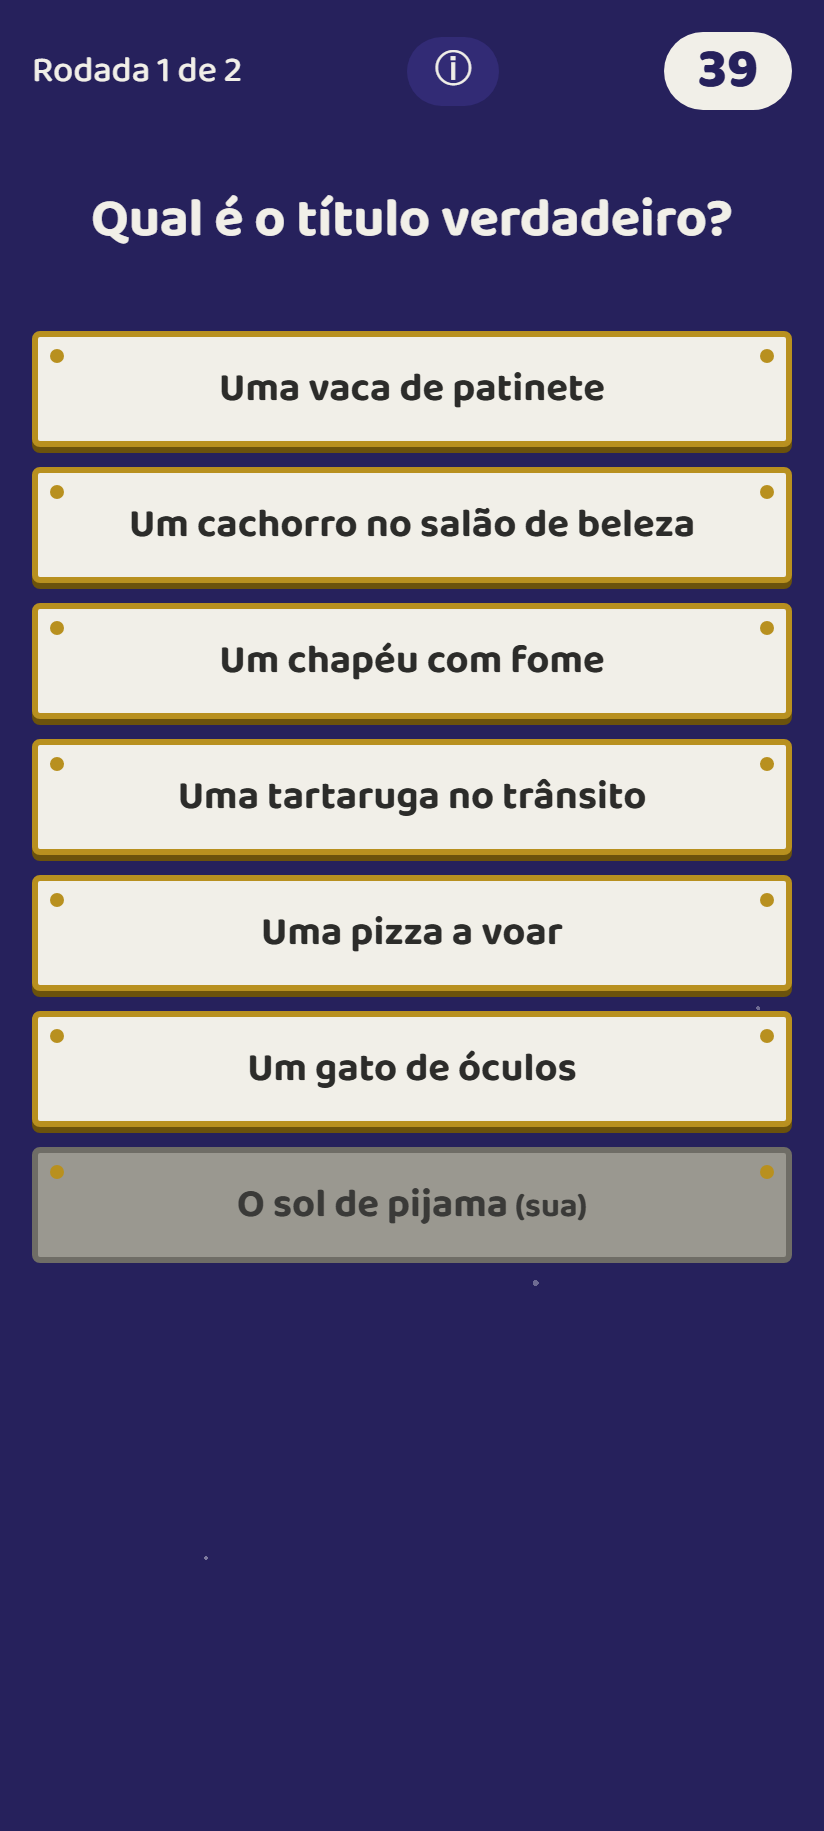 Rodada 1 de 2
ⓘ
39
Qual é o título verdadeiro?
Uma vaca de patinete
Um cachorro no salão de beleza
Um chapéu com fome
Uma tartaruga no trânsito
Uma pizza a voar
Um gato de óculos
O sol de pijama (sua)